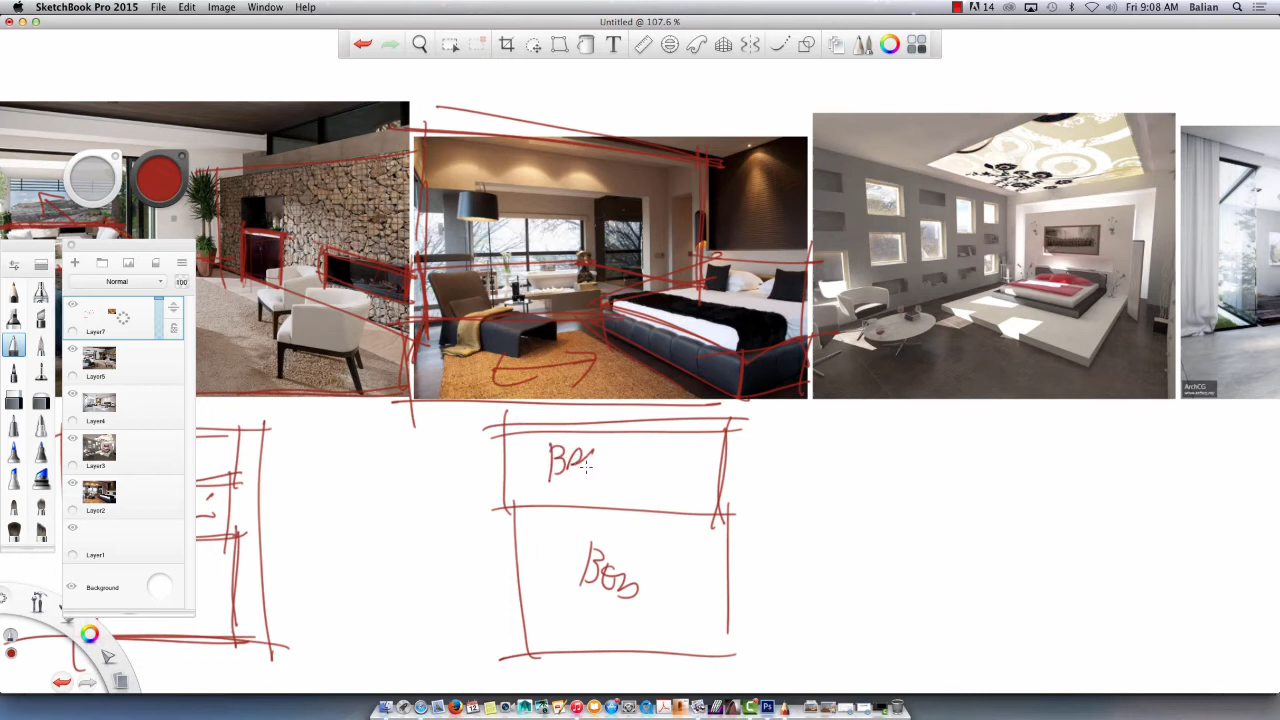 SketchBook Pro 2015 File Edit Image Window Help
14 Fri 9:08 AM Balian
Untitled @ 107.6 %
T
Normal 100
Layer7
Layer5
Layer4
Layer3
Layer2
Layer1
Background
ArchCG
BA
BED